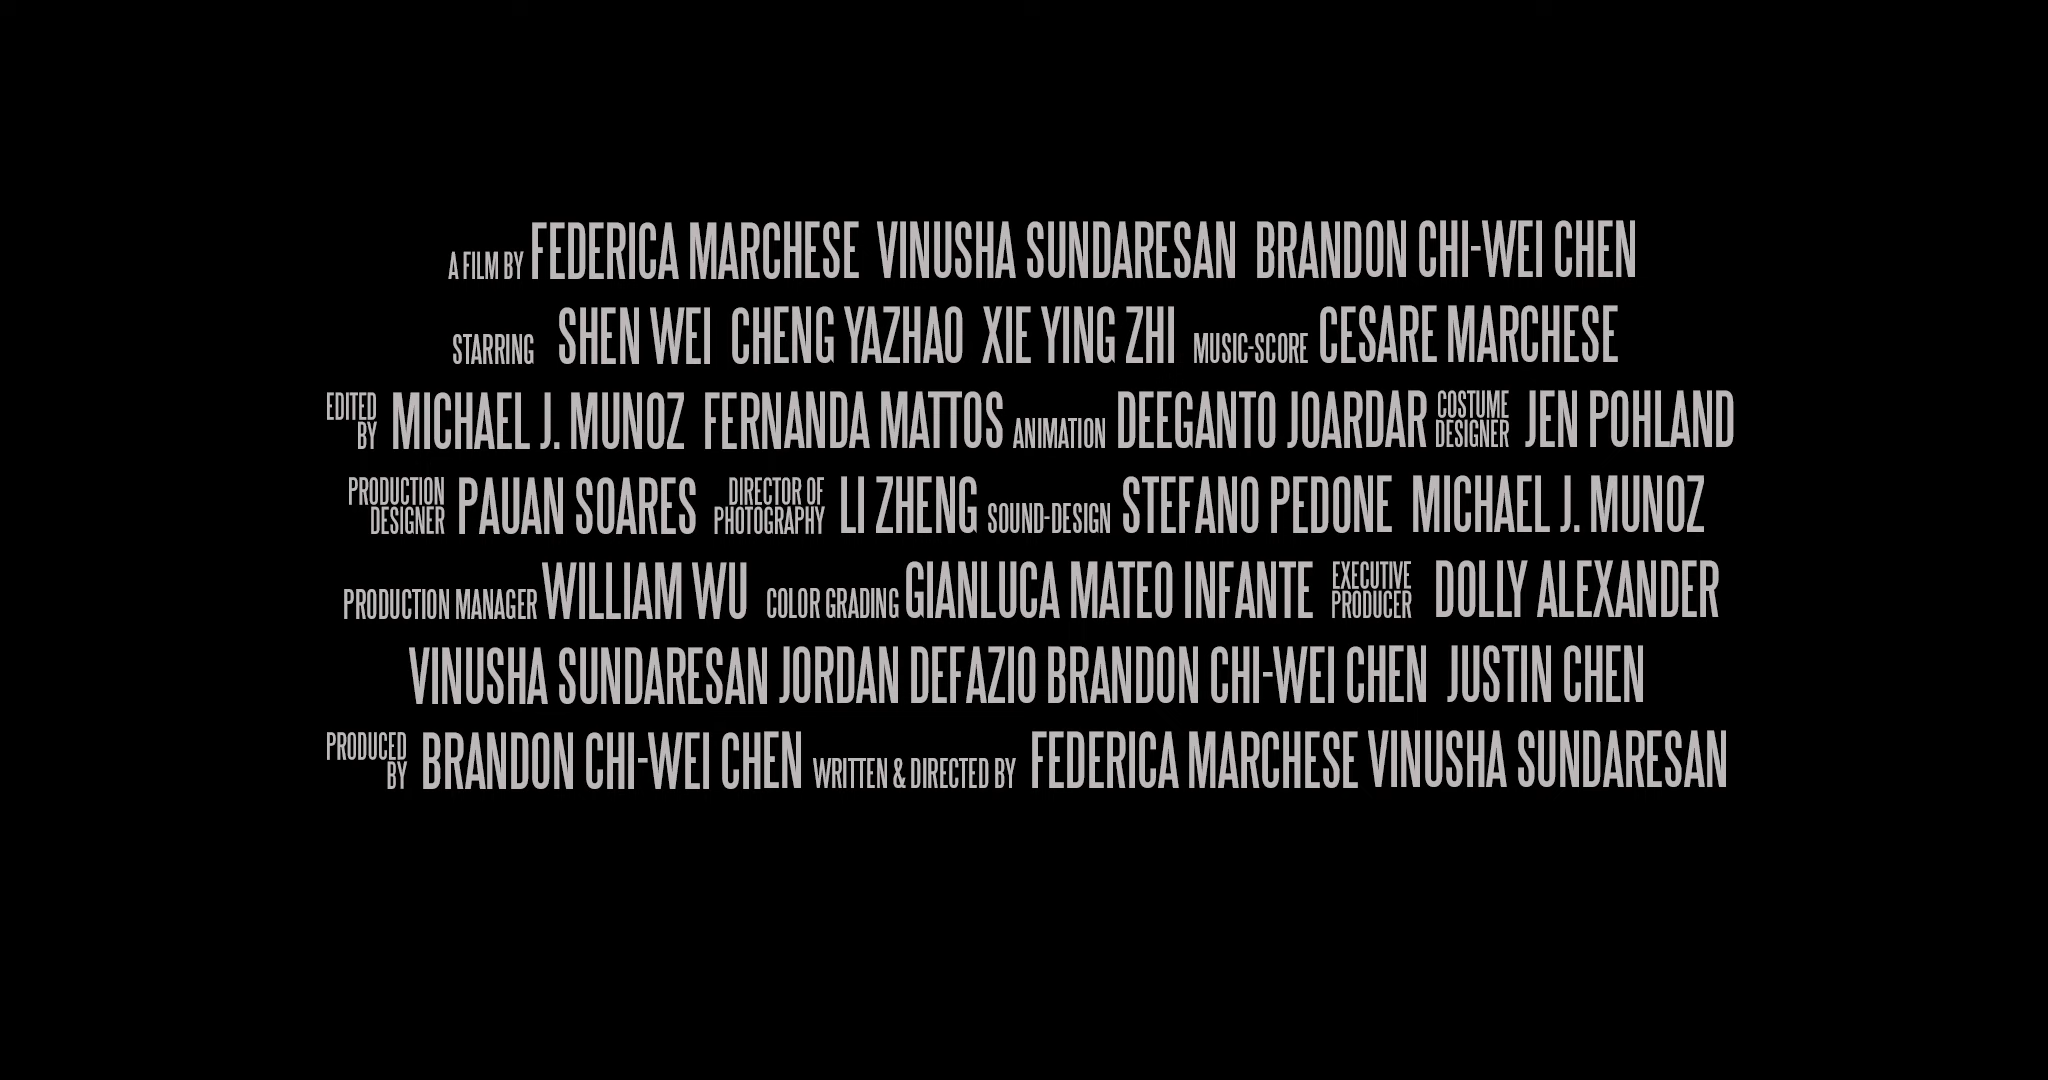 A FILM BY FEDERICA MARCHESE VINUSHA SUNDARESAN BRANDON CHI-WEI CHEN
STARRING SHEN WEI CHENG YAZHAO XIE YING ZHI MUSIC-SCORE CESARE MARCHESE
EDITED BY MICHAEL J. MUNOZ FERNANDA MATTOS ANIMATION DEEGANTO JOARDAR COSTUME DESIGNER JEN POHLAND
PRODUCTION DESIGNER PAUAN SOARES DIRECTOR OF PHOTOGRAPHY LI ZHENG SOUND-DESIGN STEFANO PEDONE MICHAEL J. MUNOZ
PRODUCTION MANAGER WILLIAM WU COLOR GRADING GIANLUCA MATEO INFANTE EXECUTIVE PRODUCER DOLLY ALEXANDER
VINUSHA SUNDARESAN JORDAN DEFAZIO BRANDON CHI-WEI CHEN JUSTIN CHEN
PRODUCED BY BRANDON CHI-WEI CHEN WRITTEN & DIRECTED BY FEDERICA MARCHESE VINUSHA SUNDARESAN